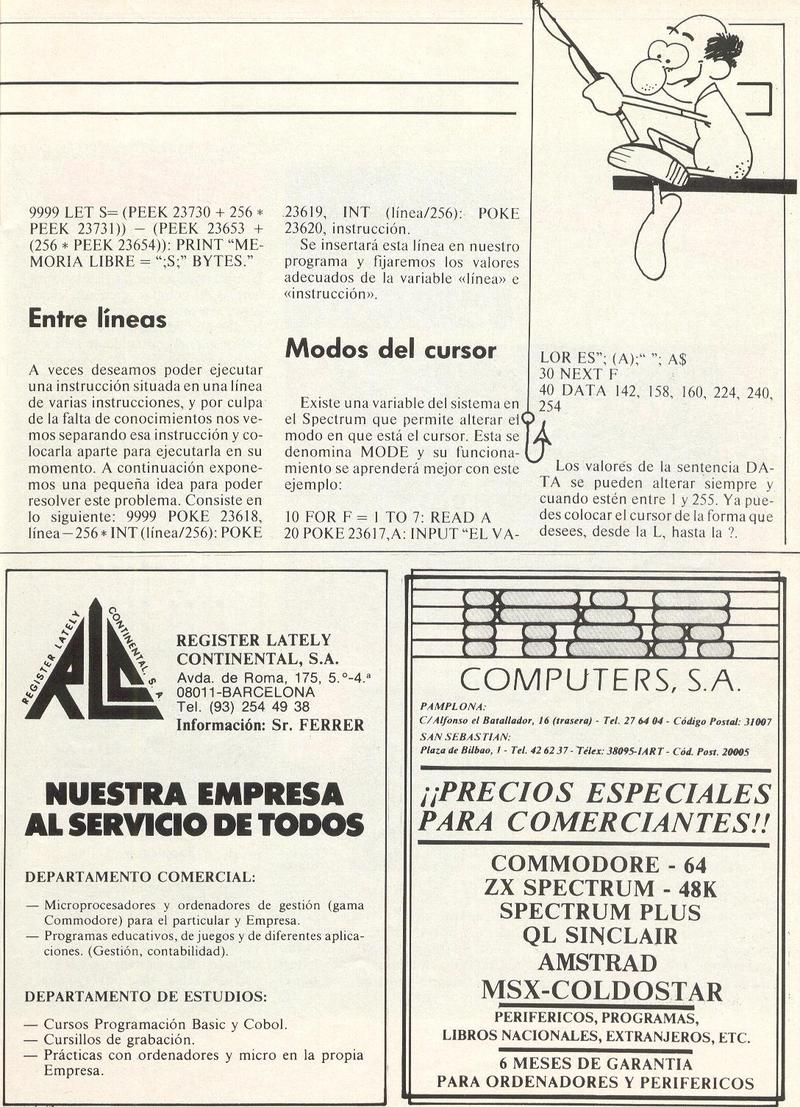 9999 LET S= (PEEK 23730 + 256 *
PEEK 23731)) — (PEEK 23653 +
(256 * PEEK 23654)): PRINT “ME-
MORIA LIBRE = “;S;” BYTES.”
Entre líneas
A veces deseamos poder ejecutar
una instrucción situada en una línea
de varias instrucciones, y por culpa
de la falta de conocimientos nos ve-
mos separando esa instrucción y co-
locarla aparte para ejecutarla en su
momento. A continuación expone-
mos una pequeña idea para poder
resolver este problema. Consiste en
lo siguiente: 9999 POKE 23618,
línea—256 * INT (línea/256): POKE
23619, INT (línea/256): POKE
23620, instrucción.
Se insertará esta línea en nuestro
programa y fijaremos los valores
adecuados de la variable «línea» e
«instrucción».
Modos del cursor
Existe una variable del sistema en
el Spectrum que permite alterar el
modo en que está el cursor. Esta se
denomina MODE y su funciona-
miento se aprenderá mejor con este
ejemplo:
10 FOR F = 1 TO 7: READ A
20 POKE 23617,A: INPUT “EL VA-
LOR ES”; (A);“ ”; A$
30 NEXT F
40 DATA 142, 158, 160, 224, 240,
254
Los valores de la sentencia DA-
TA se pueden alterar siempre y
cuando estén entre 1 y 255. Ya pue-
des colocar el cursor de la forma que
desees, desde la L, hasta la ?.
REGISTER LATELY CONTINENTAL, S. A
RLC
REGISTER LATELY
CONTINENTAL, S.A.
Avda. de Roma, 175, 5.º-4.ª
08011-BARCELONA
Tel. (93) 254 49 38
Información: Sr. FERRER
NUESTRA EMPRESA
AL SERVICIO DE TODOS
DEPARTAMENTO COMERCIAL:
— Microprocesadores y ordenadores de gestión (gama
Commodore) para el particular y Empresa.
— Programas educativos, de juegos y de diferentes aplica-
ciones. (Gestión, contabilidad).
DEPARTAMENTO DE ESTUDIOS:
— Cursos Programación Basic y Cobol.
— Cursillos de grabación.
— Prácticas con ordenadores y micro en la propia
Empresa.
COMPUTERS, S.A.
PAMPLONA:
C/ Alfonso el Batallador, 16 (trasera) - Tel. 27 64 04 - Código Postal: 31007
SAN SEBASTIAN:
Plaza de Bilbao, 1 - Tel. 42 62 37 - Télex: 38095-IART - Cód. Post. 20005
¡¡PRECIOS ESPECIALES
PARA COMERCIANTES!!
COMMODORE - 64
ZX SPECTRUM - 48K
SPECTRUM PLUS
QL SINCLAIR
AMSTRAD
MSX-COLDOSTAR
PERIFERICOS, PROGRAMAS,
LIBROS NACIONALES, EXTRANJEROS, ETC.
6 MESES DE GARANTIA
PARA ORDENADORES Y PERIFERICOS